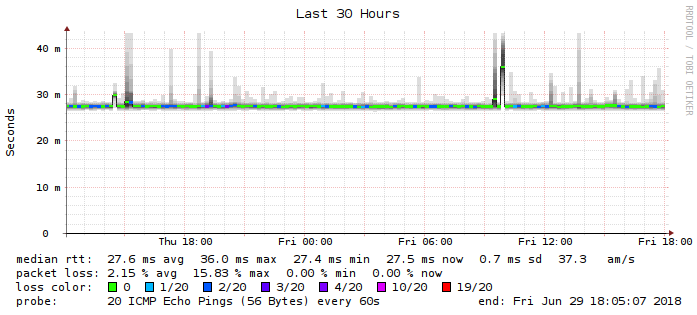 Last 30 Hours
RRDTOOL / TOBI OETIKER
Seconds
40 m
30 m
20 m
10 m
0
Thu 18:00 Fri 00:00 Fri 06:00 Fri 12:00 Fri 18:00
median rtt: 27.6 ms avg 36.0 ms max 27.4 ms min 27.5 ms now 0.7 ms sd 37.3 am/s
packet loss: 2.15 % avg 15.83 % max 0.00 % min 0.00 % now
loss color: 0 1/20 2/20 3/20 4/20 10/20 19/20
probe: 20 ICMP Echo Pings (56 Bytes) every 60s end: Fri Jun 29 18:05:07 2018